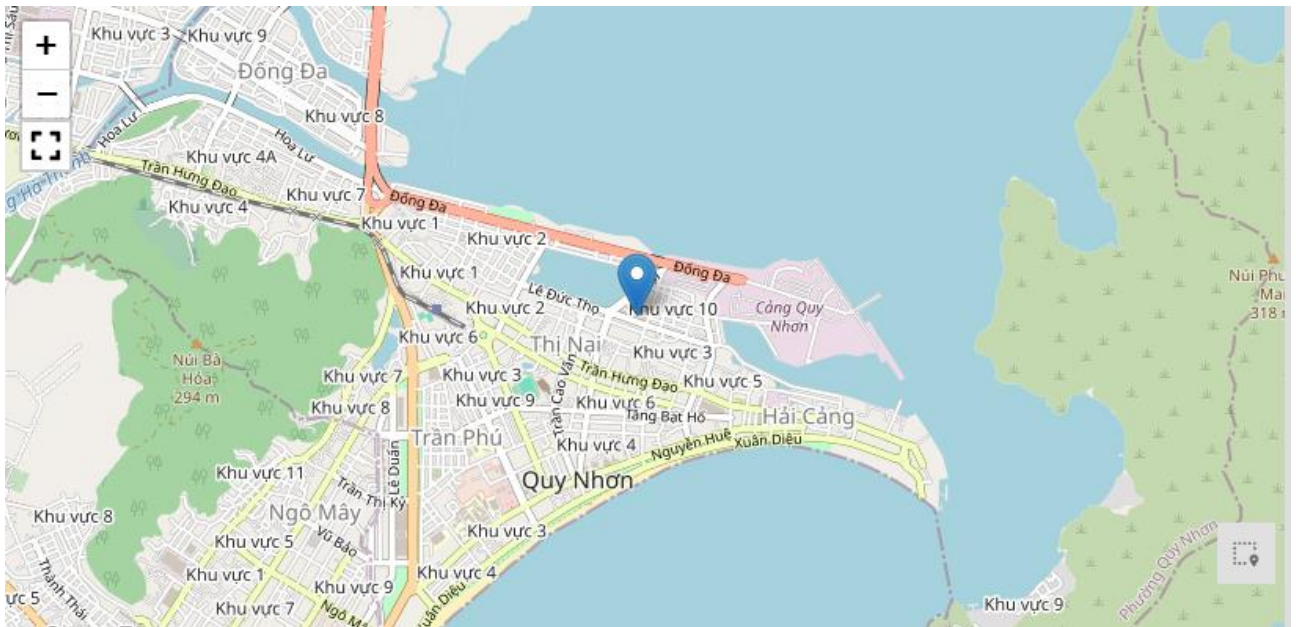 +
Khu vực 3
Khu vực 9
Đống Đa
−
Khu vực 8
Hoa Lư
Hoa Lư
Khu vực 4A
Trần Hưng Đạo
Khu vực 7
Đống Đa
Khu vực 4
Khu vực 1
Khu vực 2
Khu vực 1
Đống Đa
Núi Phư
Mai
318 m
Lê Đức Thọ
Khu vực 2
Khu vực 10
Cảng Quy
Nhơn
Khu vực 6
Thị Nại
Khu vực 3
Núi Bà
Hỏa
294 m
Khu vực 7
Khu vực 3
Trần Hưng Đạo
Khu vực 5
Trần Cao Vân
Khu vực 8
Khu vực 9
Khu vực 6
Tăng Bạt Hổ
Hải Cảng
Trần Phú
Khu vực 4
Nguyễn Huệ
Xuân Diệu
Lê Duẩn
Khu vực 11
Quy Nhơn
Trần Thị Kỷ
Ngô Mây
Khu vực 8
Khu vực 3
Vũ Bảo
Khu vực 5
Phường Quy Nhơn
Thành Thái
Khu vực 1
Khu vực 9
Khu vực 4
ực 5
Khu vực 7
Ngô Mâ
Xuân Diệu
Khu vực 9